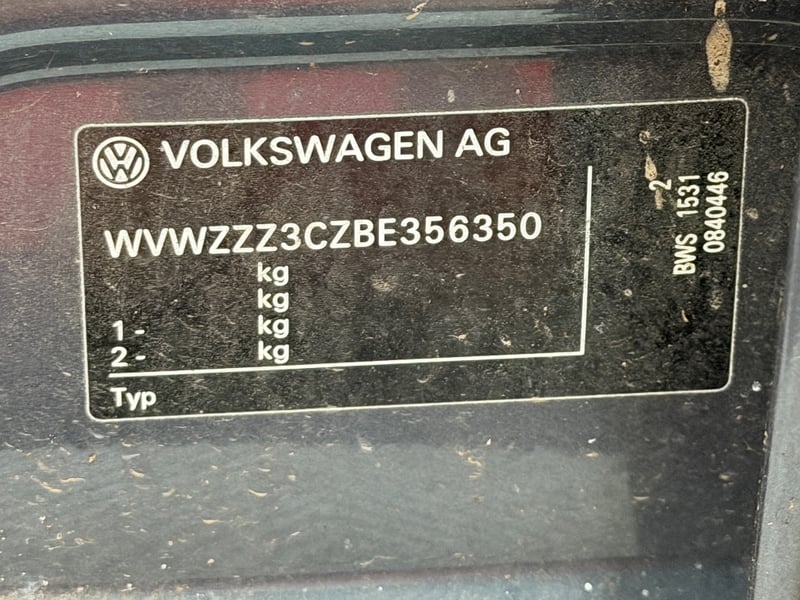 VOLKSWAGEN AG
WVWZZZ3CZBE356350
kg
kg
1 - kg
2 - kg
Typ
2
BWS 1531
0840446